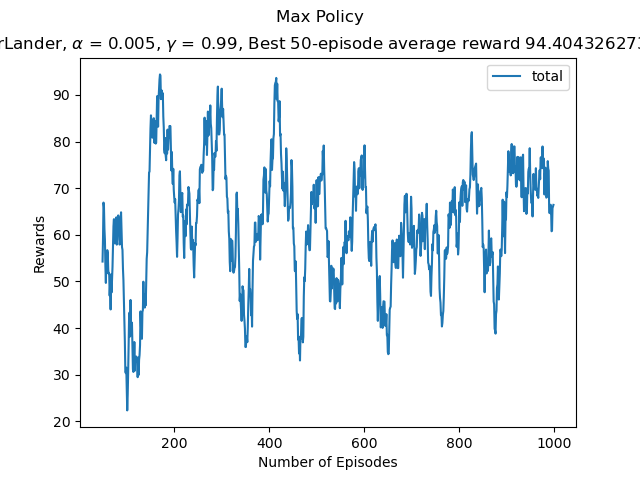 Max Policy
rLander, α = 0.005, γ = 0.99, Best 50-episode average reward 94.404326273
total
Rewards
90
80
70
60
50
40
30
20
200 400 600 800 1000
Number of Episodes